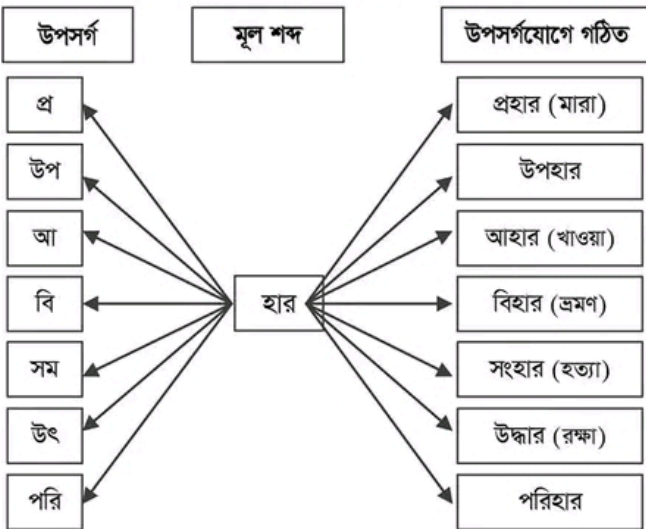 উপসর্গ মূল শব্দ উপসর্গযোগে গঠিত
প্র প্রহার (মারা)
উপ উপহার
আ আহার (খাওয়া)
বি হার বিহার (ভ্রমণ)
সম সংহার (হত্যা)
উৎ উদ্ধার (রক্ষা)
পরি পরিহার